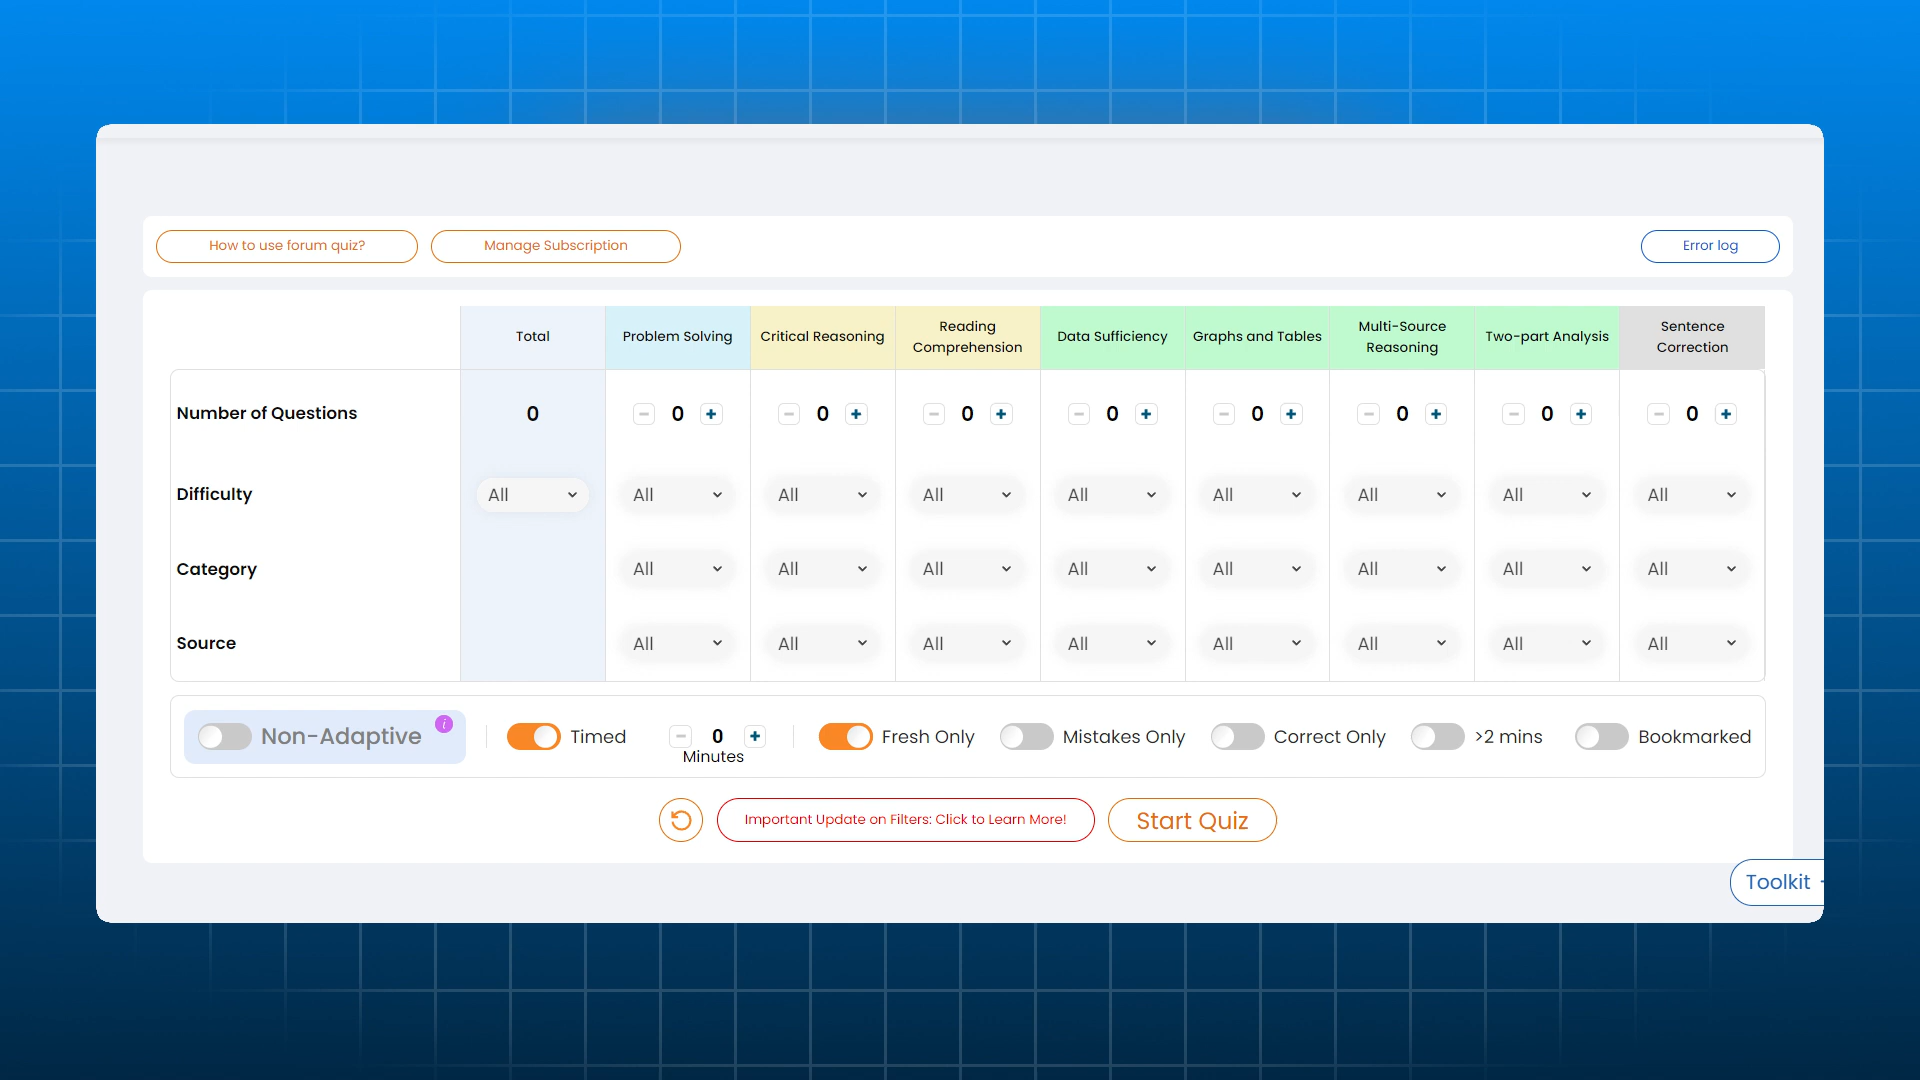 How to use forum quiz? Manage Subscription Error log
Total Problem Solving Critical Reasoning Reading Comprehension Data Sufficiency Graphs and Tables Multi-Source Reasoning Two-part Analysis Sentence Correction
Number of Questions 0 − 0 + − 0 + − 0 + − 0 + − 0 + − 0 + − 0 + − 0 +
Difficulty All All All All All All All All All
Category All All All All All All All All
Source All All All All All All All All
Non-Adaptive i Timed − 0 + Minutes Fresh Only Mistakes Only Correct Only >2 mins Bookmarked
Important Update on Filters: Click to Learn More! Start Quiz
Toolkit